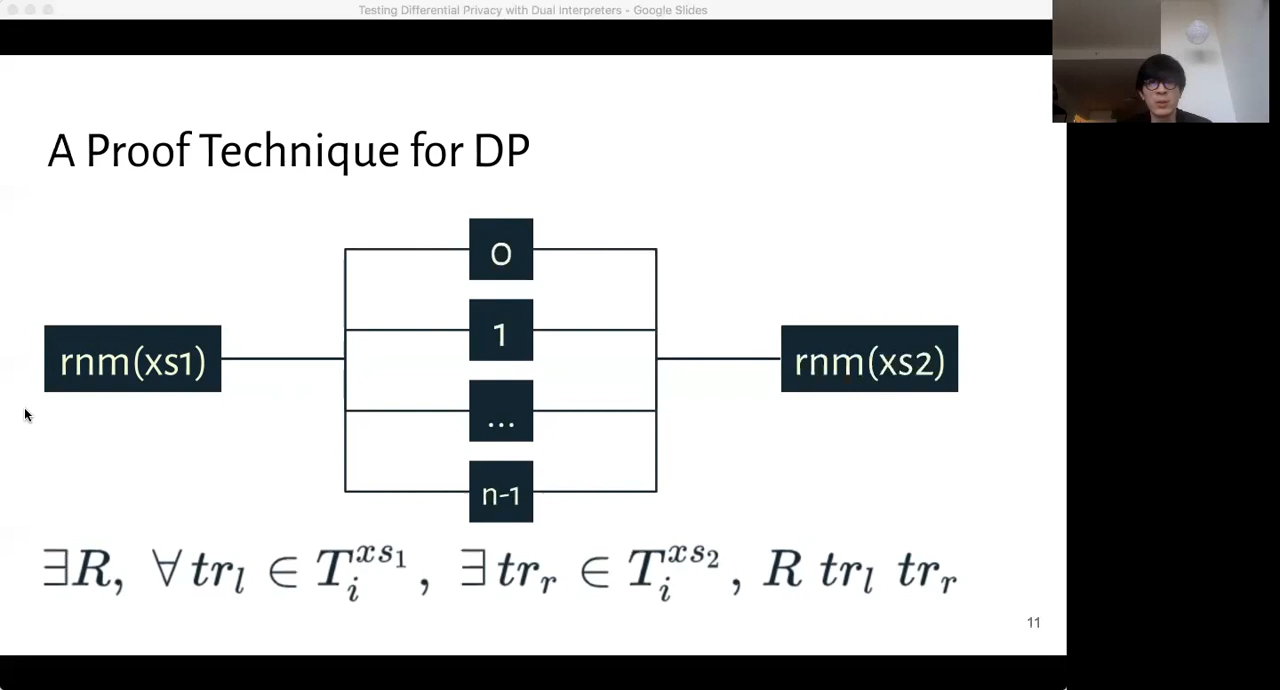 Testing Differential Privacy with Dual Interpreters - Google Slides
A Proof Technique for DP
0
1
rnm(xs1)
rnm(xs2)
...
n-1
∃R, ∀ tr_l ∈ T_i^{xs_1}, ∃ tr_r ∈ T_i^{xs_2}, R tr_l tr_r
11